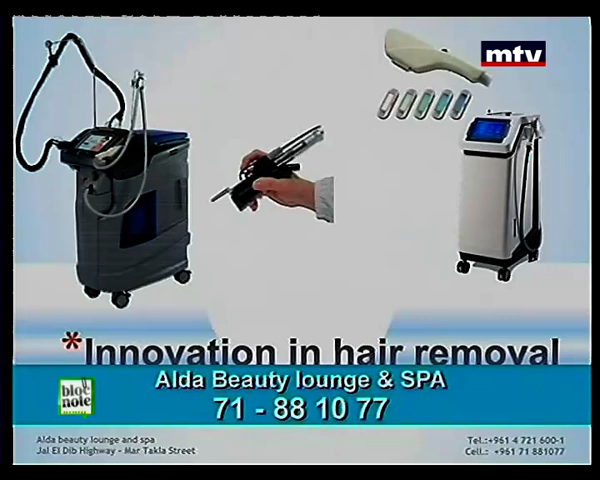 mtv
*Innovation in hair removal
Alda Beauty lounge & SPA
71 - 88 10 77
bloc
note
Alda beauty lounge and spa
Jal El Dib Highway - Mar Takla Street
Tel.:+961 4 721 600-1
Cell.: +961 71 881077